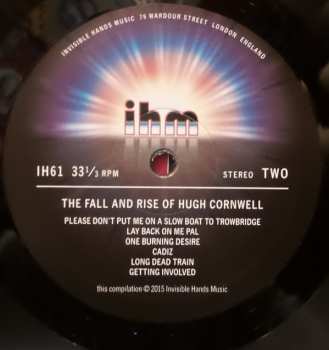 INVISIBLE HANDS MUSIC 76 WARDOUR STREET LONDON ENGLAND
ihm
IH61 33⅓ RPM
STEREO TWO
THE FALL AND RISE OF HUGH CORNWELL
PLEASE DON'T PUT ME ON A SLOW BOAT TO TROWBRIDGE
LAY BACK ON ME PAL
ONE BURNING DESIRE
CADIZ
LONG DEAD TRAIN
GETTING INVOLVED
this compilation © 2015 Invisible Hands Music